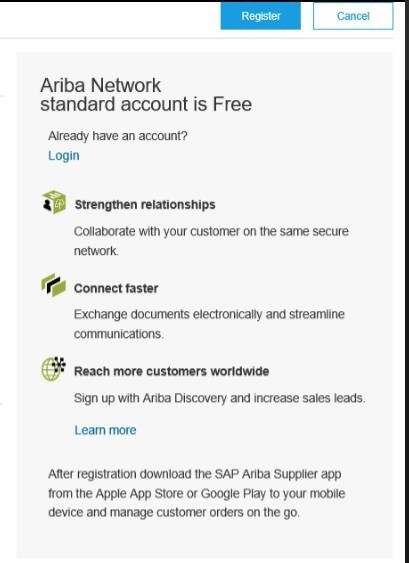 Register Cancel
Ariba Network
standard account is Free
Already have an account?
Login
Strengthen relationships
Collaborate with your customer on the same secure
network.
Connect faster
Exchange documents electronically and streamline
communications.
Reach more customers worldwide
Sign up with Ariba Discovery and increase sales leads.
Learn more
After registration download the SAP Ariba Supplier app
from the Apple App Store or Google Play to your mobile
device and manage customer orders on the go.